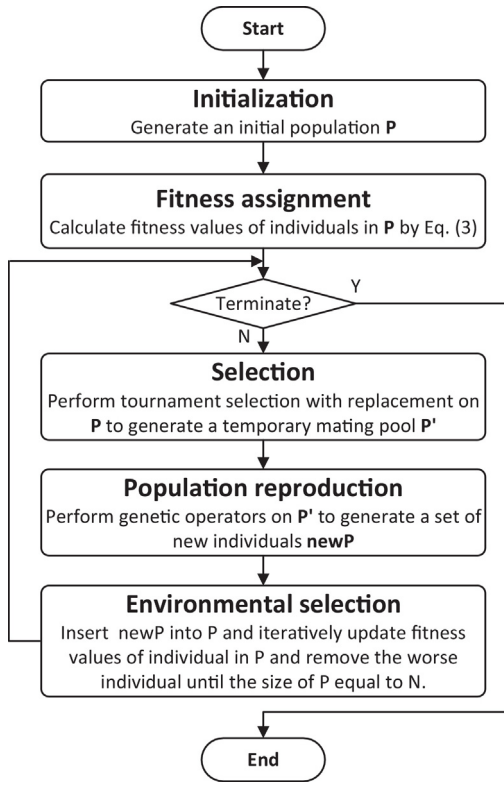 Start
Initialization
Generate an initial population P
Fitness assignment
Calculate fitness values of individuals in P by Eq. (3)
Y
Terminate?
N
Selection
Perform tournament selection with replacement on
P to generate a temporary mating pool P'
Population reproduction
Perform genetic operators on P' to generate a set of
new individuals newP
Environmental selection
Insert newP into P and iteratively update fitness
values of individual in P and remove the worse
individual until the size of P equal to N.
End